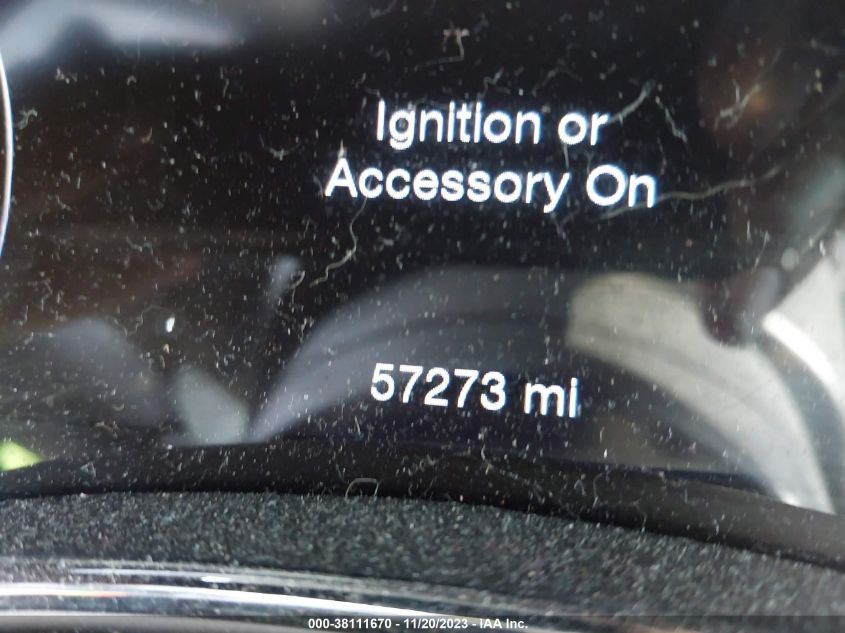 Ignition or
Accessory On
57273 mi
000-38111670 - 11/20/2023 - IAA Inc.